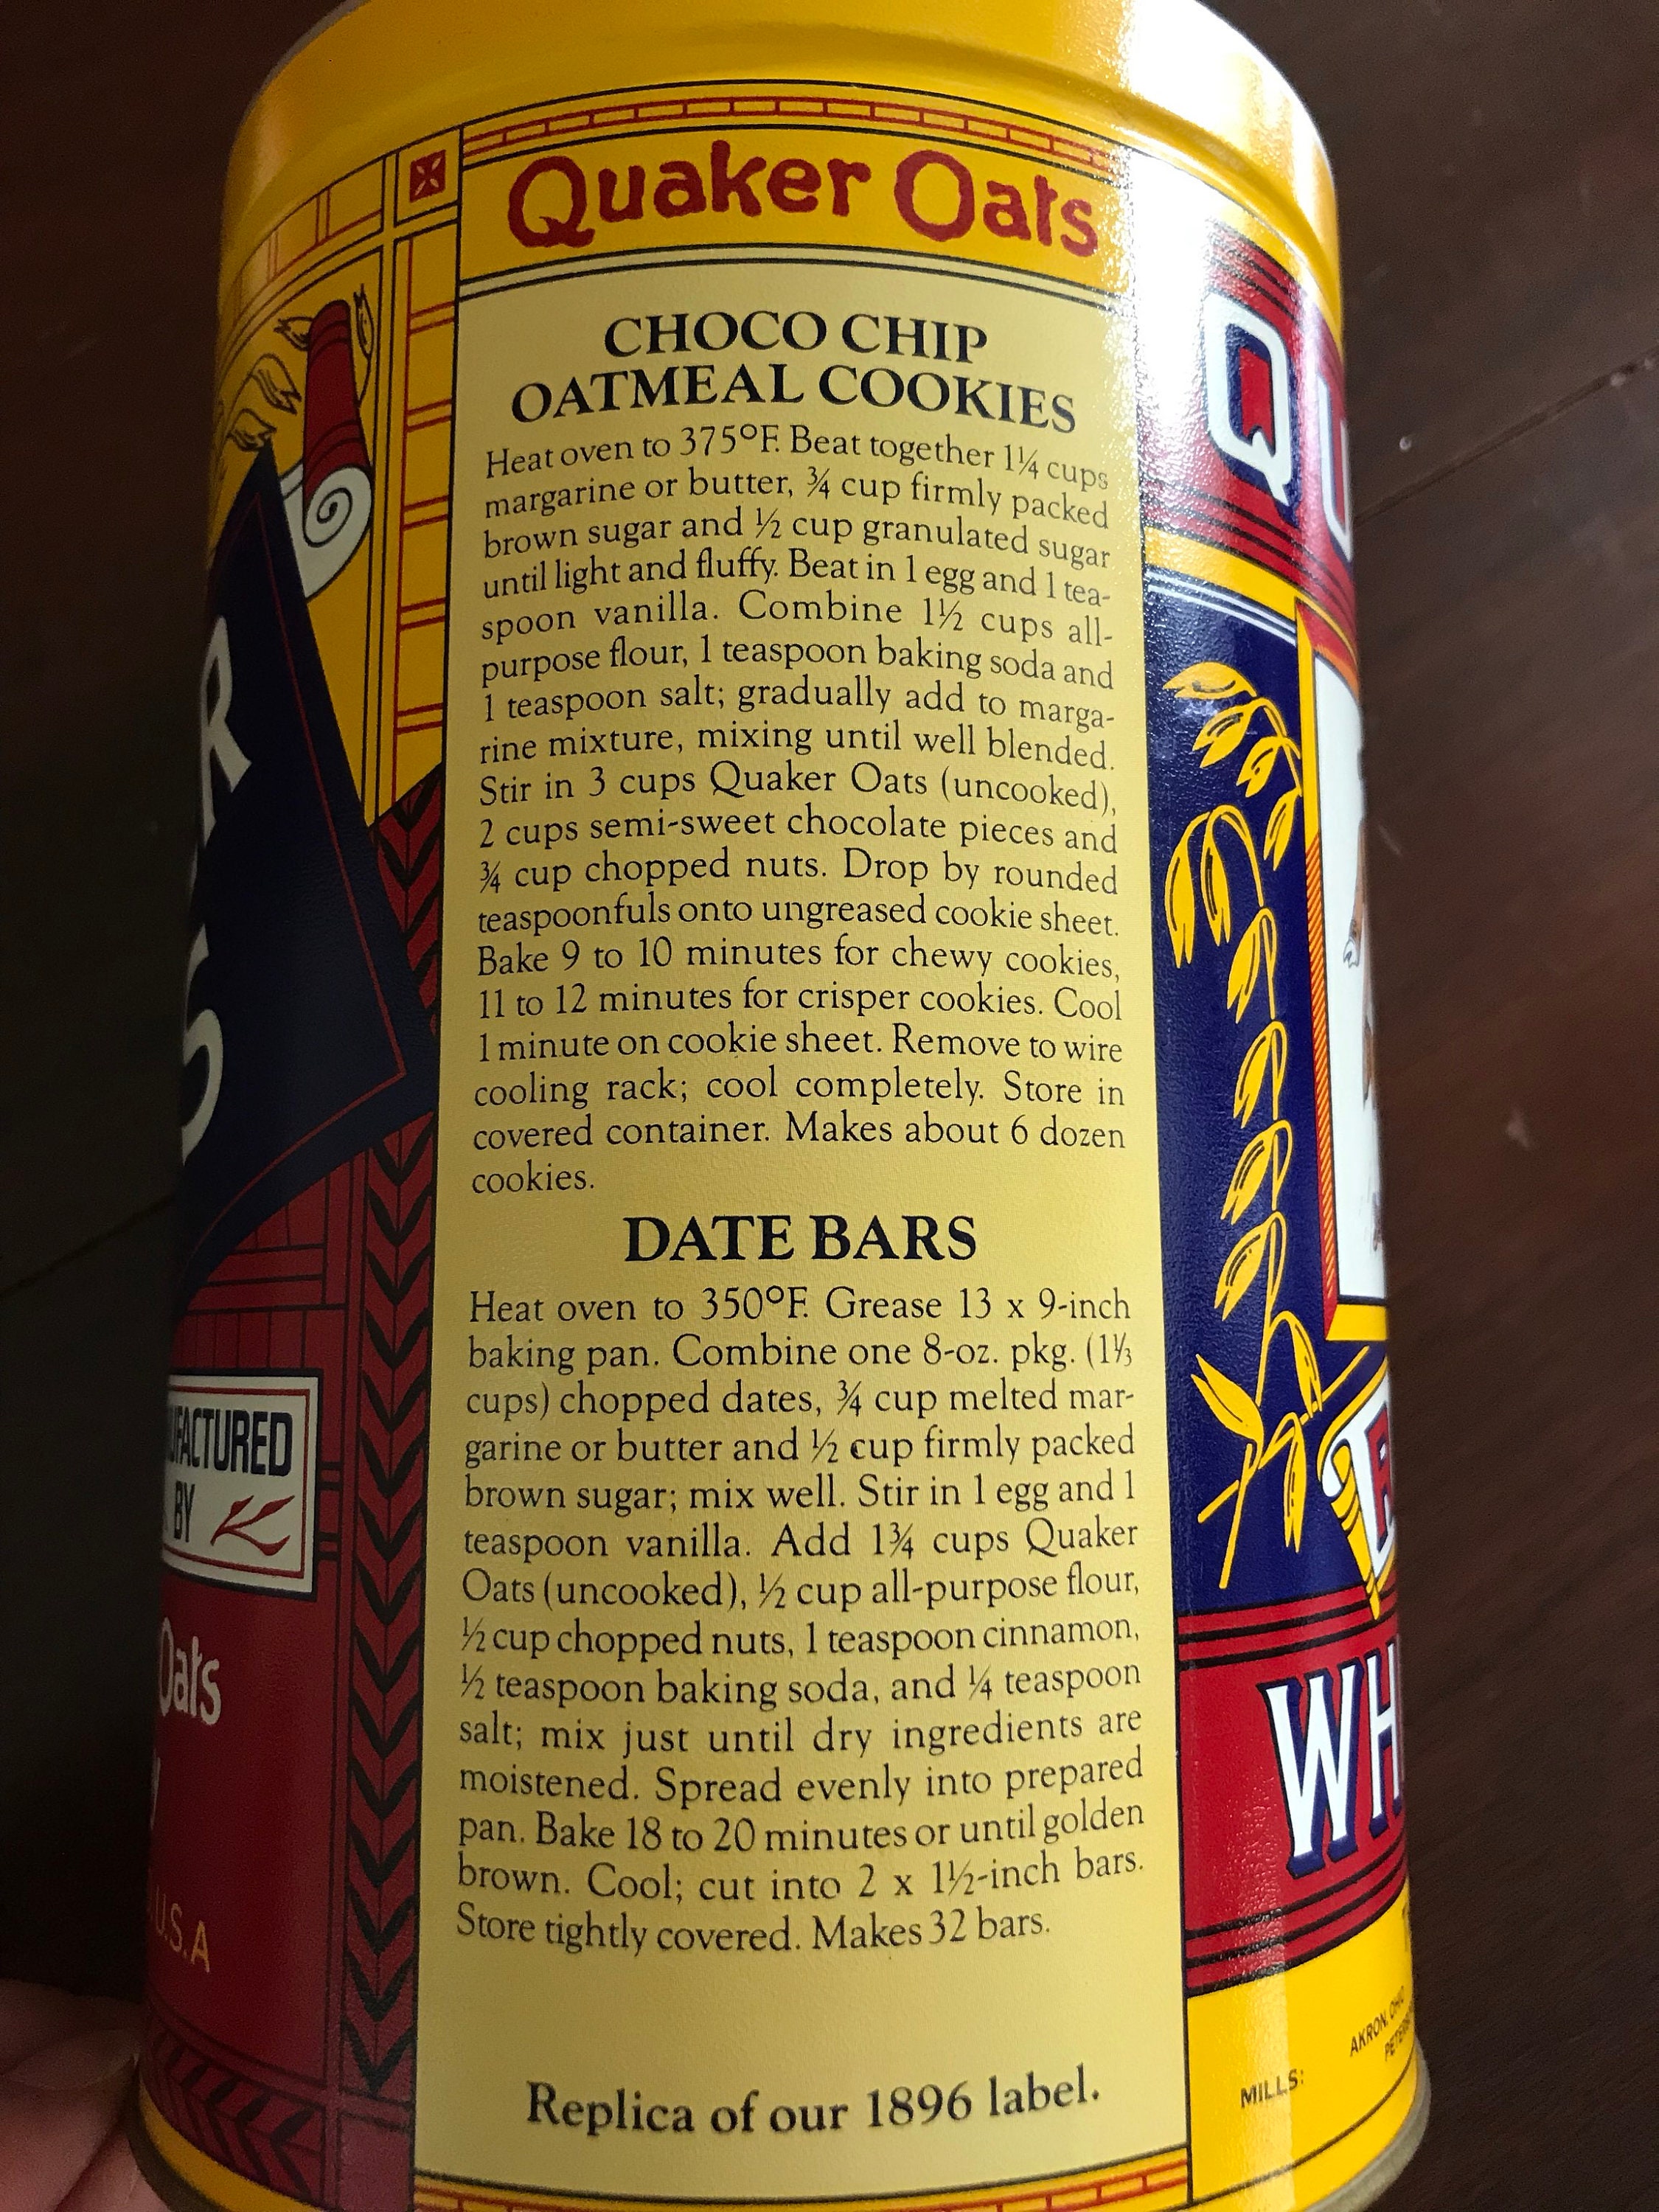 Quaker Oats
CHOCO CHIP
OATMEAL COOKIES
Heat oven to 375°F. Beat together 1¼ cups
margarine or butter, ¾ cup firmly packed
brown sugar and ½ cup granulated sugar
until light and fluffy. Beat in 1 egg and 1 tea-
spoon vanilla. Combine 1½ cups all-
purpose flour, 1 teaspoon baking soda and
1 teaspoon salt; gradually add to marga-
rine mixture, mixing until well blended.
Stir in 3 cups Quaker Oats (uncooked),
2 cups semi-sweet chocolate pieces and
¾ cup chopped nuts. Drop by rounded
teaspoonfuls onto ungreased cookie sheet.
Bake 9 to 10 minutes for chewy cookies,
11 to 12 minutes for crisper cookies. Cool
1 minute on cookie sheet. Remove to wire
cooling rack; cool completely. Store in
covered container. Makes about 6 dozen
cookies.
DATE BARS
Heat oven to 350°F. Grease 13 x 9-inch
baking pan. Combine one 8-oz. pkg. (1⅓
cups) chopped dates, ¾ cup melted mar-
garine or butter and ½ cup firmly packed
brown sugar; mix well. Stir in 1 egg and 1
teaspoon vanilla. Add 1¾ cups Quaker
Oats (uncooked), ½ cup all-purpose flour,
½ cup chopped nuts, 1 teaspoon cinnamon,
½ teaspoon baking soda, and ¼ teaspoon
salt; mix just until dry ingredients are
moistened. Spread evenly into prepared
pan. Bake 18 to 20 minutes or until golden
brown. Cool; cut into 2 x 1½-inch bars.
Store tightly covered. Makes 32 bars.
Replica of our 1896 label.
R
S
UFACTURED
BY
Oats
U.S.A
QU
WH
MILLS:
AKRON, OHIO